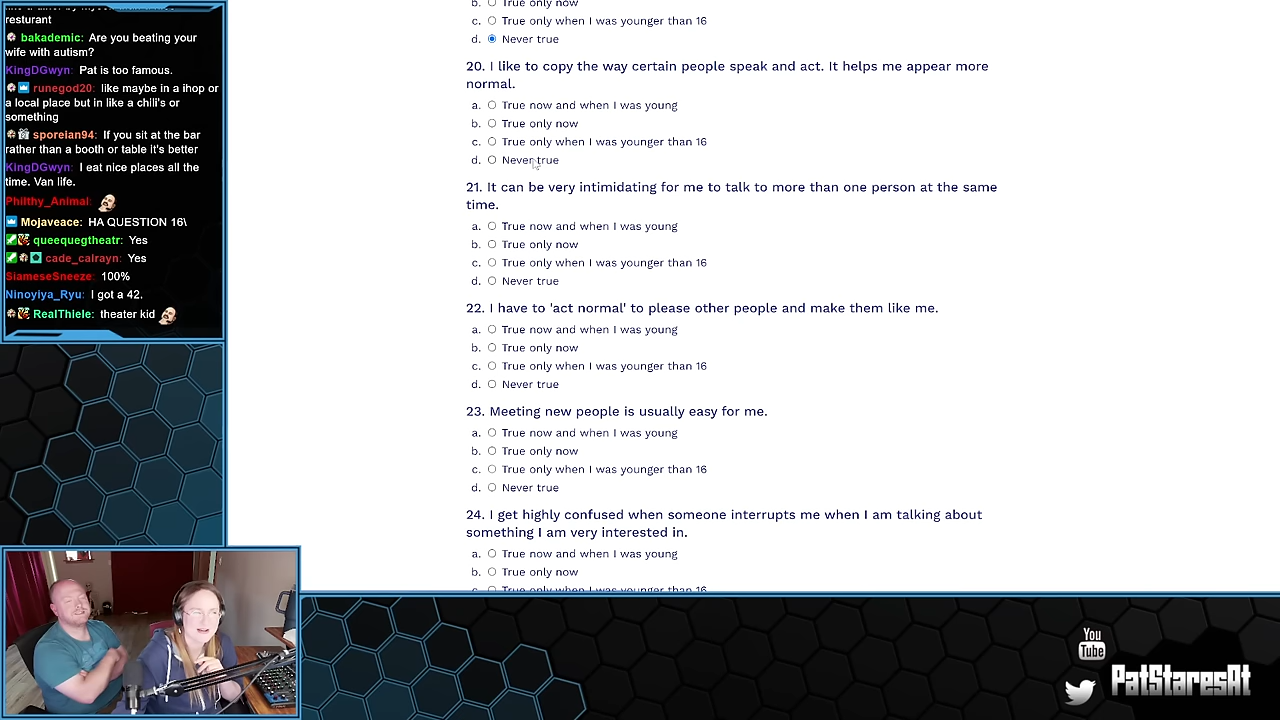 resturant
bakademic: Are you beating your
wife with autism?
KingDGwyn: Pat is too famous.
runegod20: like maybe in a ihop or
a local place but in like a chili's or
something
sporeian94: If you sit at the bar
rather than a booth or table it's better
KingDGwyn: I eat nice places all the
time. Van life.
Philthy_Animal:
Mojaveace: HA QUESTION 16\
queequegtheatr: Yes
cade_cairayn: Yes
SiameseSneeze: 100%
Ninoyiya_Ryu: I got a 42.
RealThiele: theater kid
b. True only now
c. True only when I was younger than 16
d. Never true
20. I like to copy the way certain people speak and act. It helps me appear more
normal.
a. True now and when I was young
b. True only now
c. True only when I was younger than 16
d. Never true
21. It can be very intimidating for me to talk to more than one person at the same
time.
a. True now and when I was young
b. True only now
c. True only when I was younger than 16
d. Never true
22. I have to 'act normal' to please other people and make them like me.
a. True now and when I was young
b. True only now
c. True only when I was younger than 16
d. Never true
23. Meeting new people is usually easy for me.
a. True now and when I was young
b. True only now
c. True only when I was younger than 16
d. Never true
24. I get highly confused when someone interrupts me when I am talking about
something I am very interested in.
a. True now and when I was young
b. True only now
c. True only when I was younger than 16
You
Tube
PatStaresAt